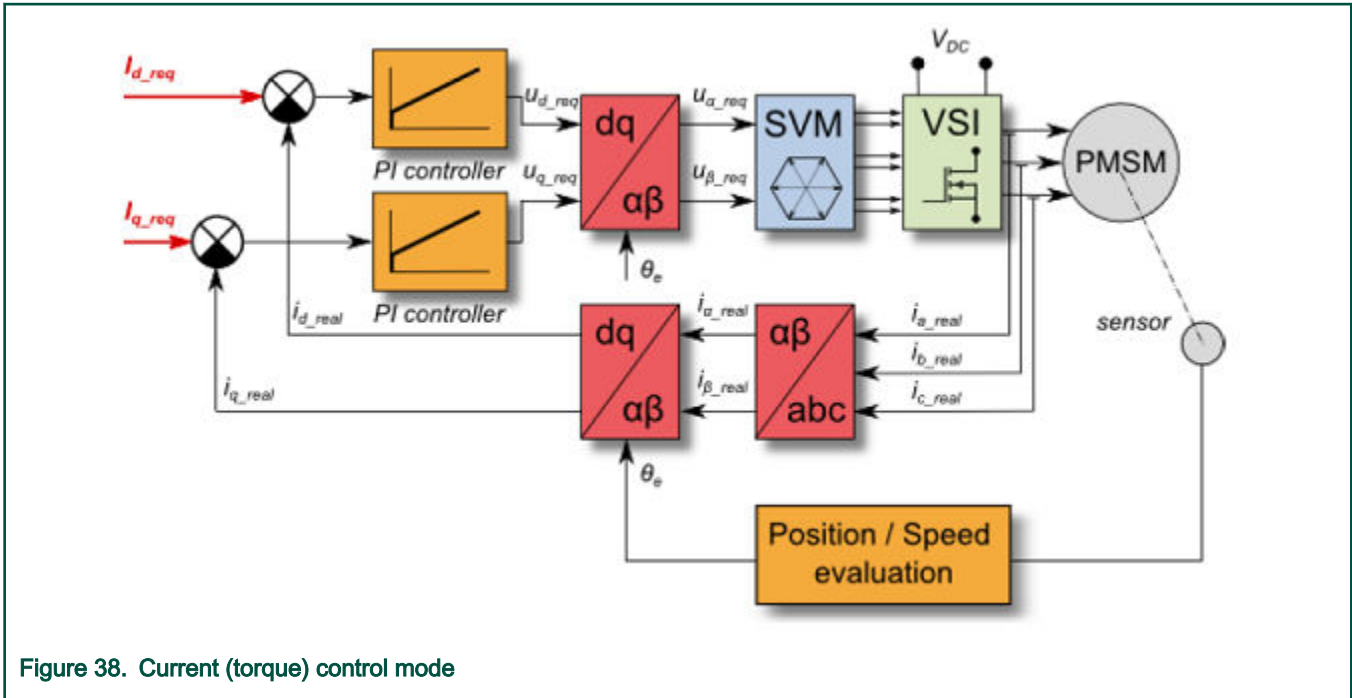 V_DC
I_d_req
u_d_req
u_α_req
dq
αβ
SVM
VSI
PMSM
PI controller
u_q_req
u_β_req
I_q_req
θ_e
i_d_real
PI controller
i_α_real
i_a_real
sensor
dq
αβ
αβ
abc
i_b_real
i_q_real
i_β_real
i_c_real
θ_e
Position / Speed
evaluation
Figure 38. Current (torque) control mode